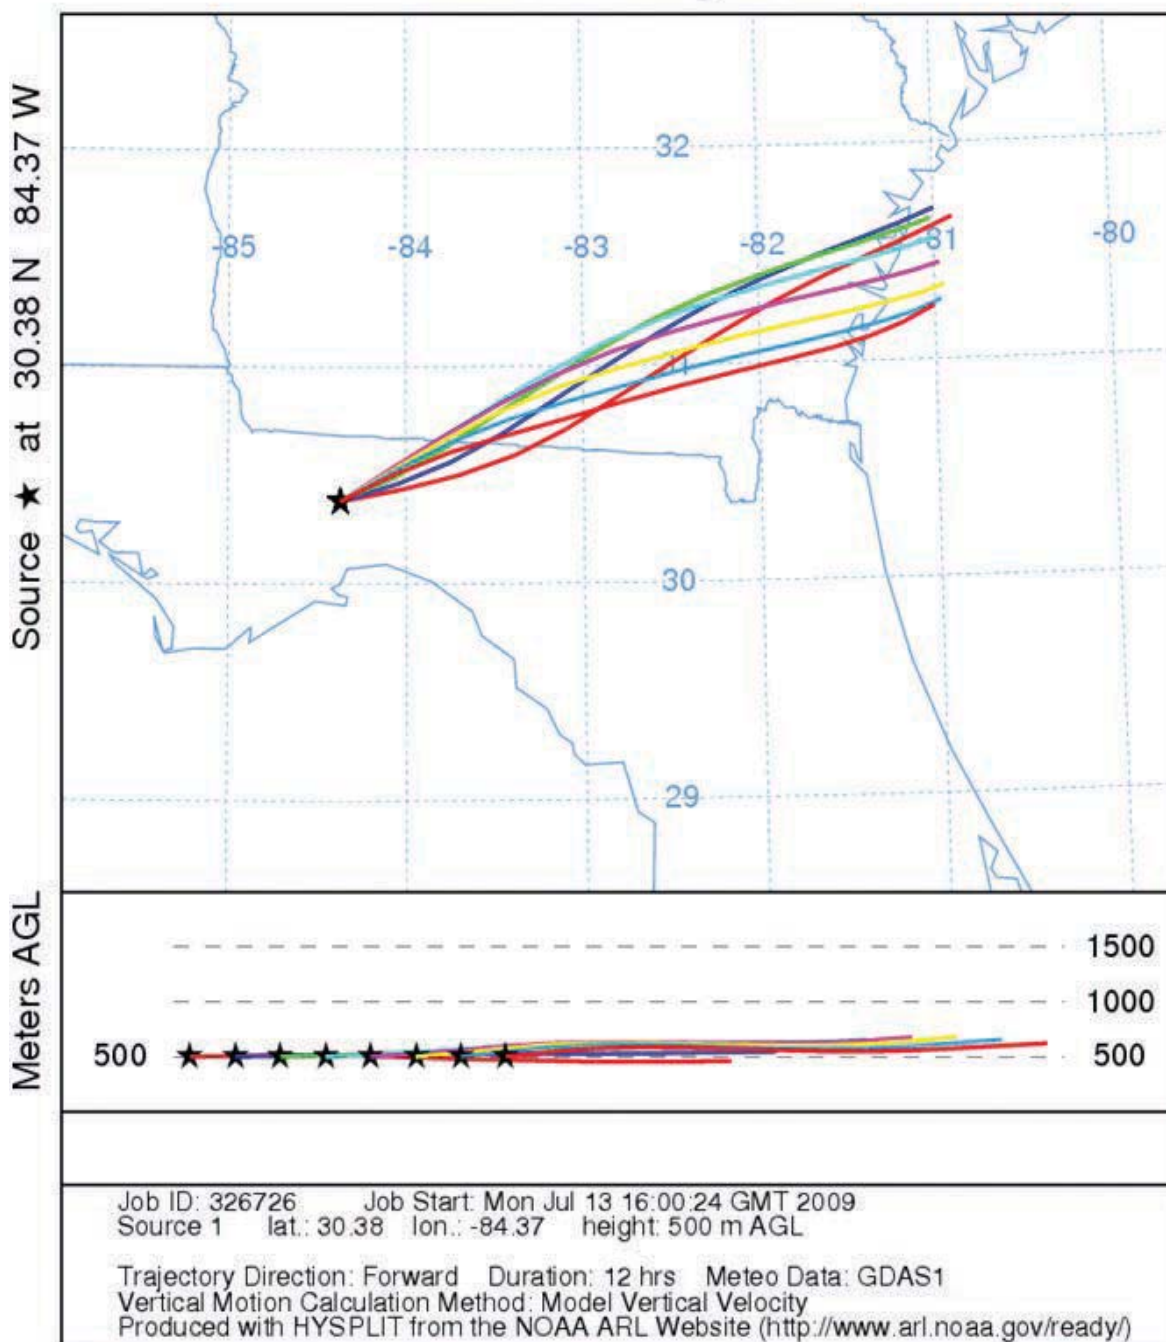 Source ★ at 30.38 N 84.37 W
32
-85
-84
-83
-82
-81
-80
31
30
29
Meters AGL
1500
1000
500
500
Job ID: 326726 Job Start: Mon Jul 13 16:00:24 GMT 2009
Source 1 lat.: 30.38 lon.: -84.37 height: 500 m AGL
Trajectory Direction: Forward Duration: 12 hrs Meteo Data: GDAS1
Vertical Motion Calculation Method: Model Vertical Velocity
Produced with HYSPLIT from the NOAA ARL Website (http://www.arl.noaa.gov/ready/)